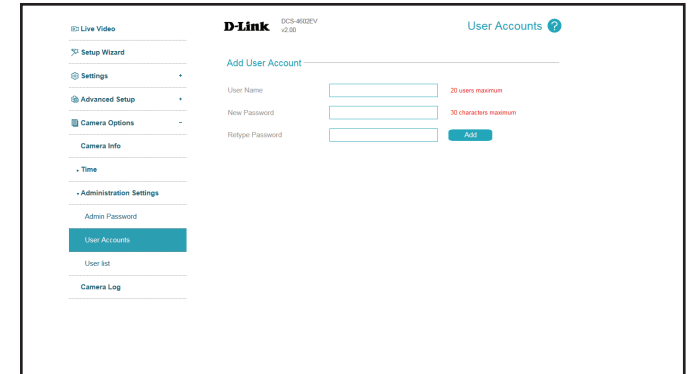 Live Video
Setup Wizard
Settings +
Advanced Setup +
Camera Options -
Camera Info
Time
Administration Settings
Admin Password
User Accounts
User list
Camera Log
D-Link DCS-4602EV
v2.00
User Accounts ?
Add User Account
User Name 20 users maximum
New Password 30 characters maximum
Retype Password Add